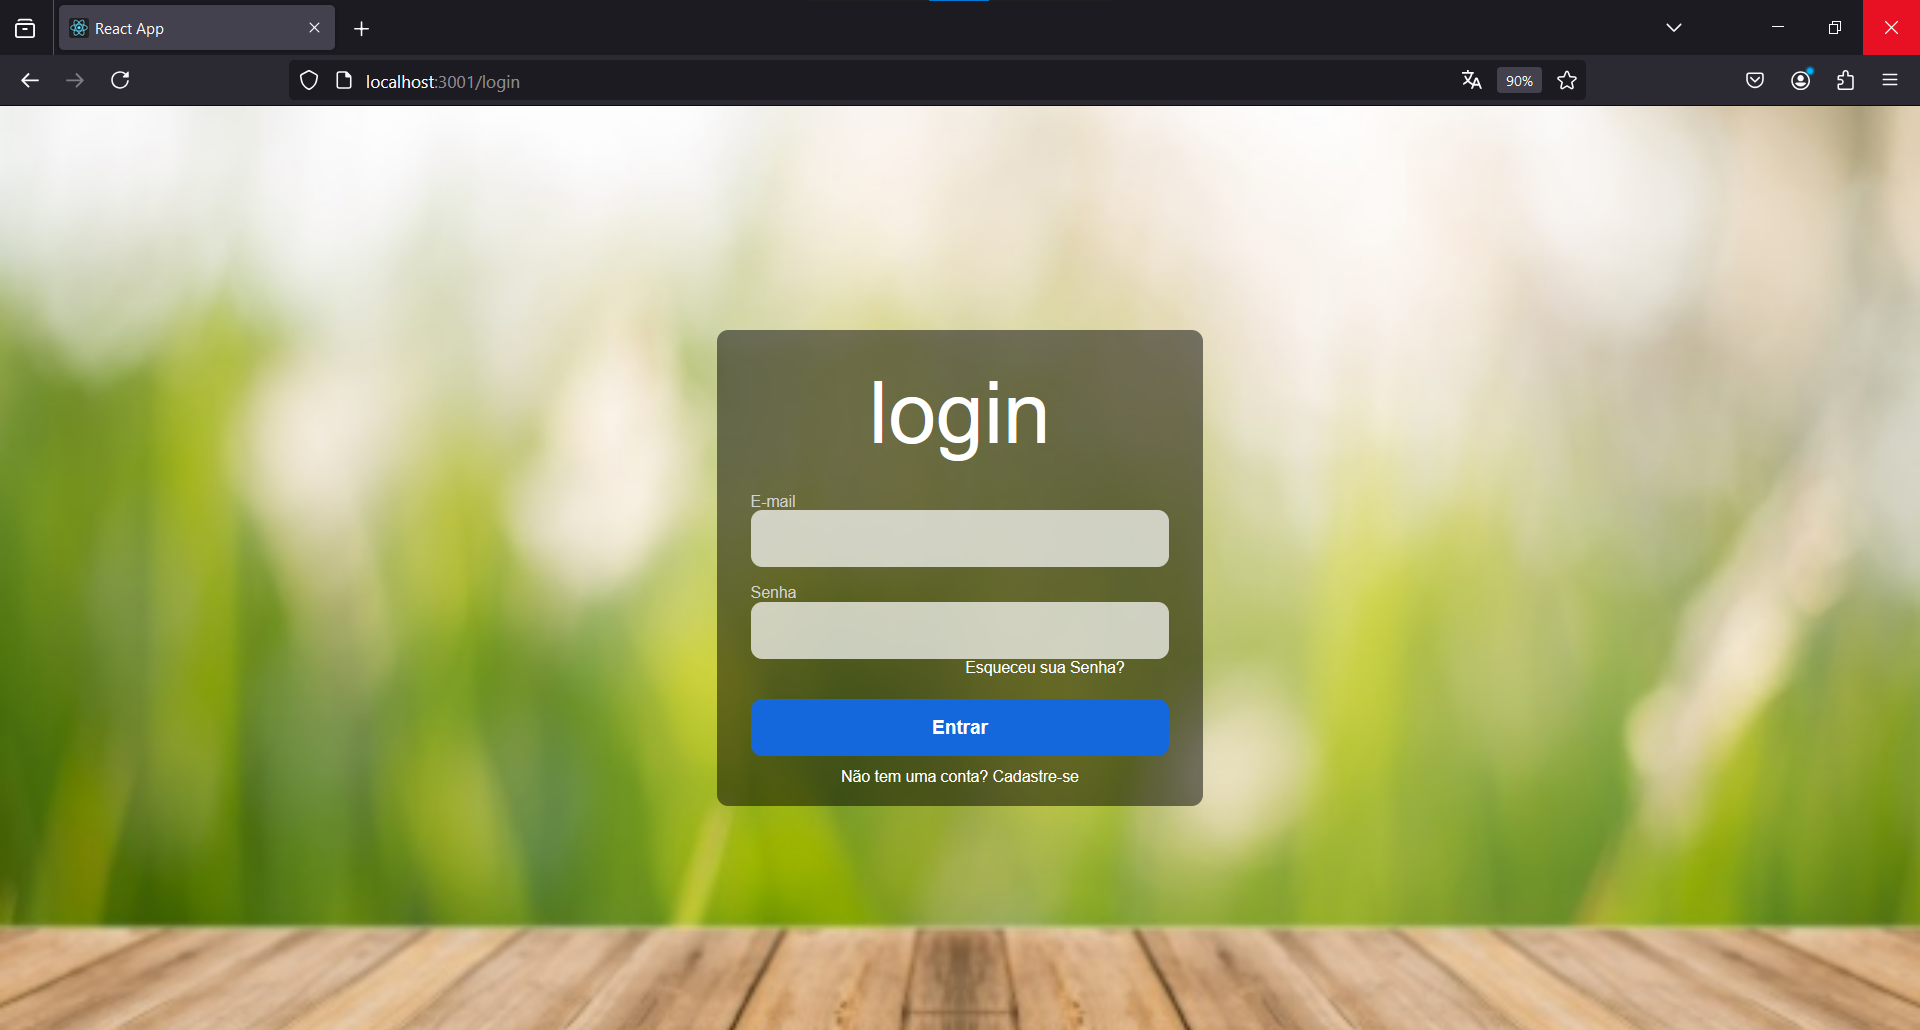 React App
localhost:3001/login
90%
login
E-mail
Senha
Esqueceu sua Senha?
Entrar
Não tem uma conta? Cadastre-se